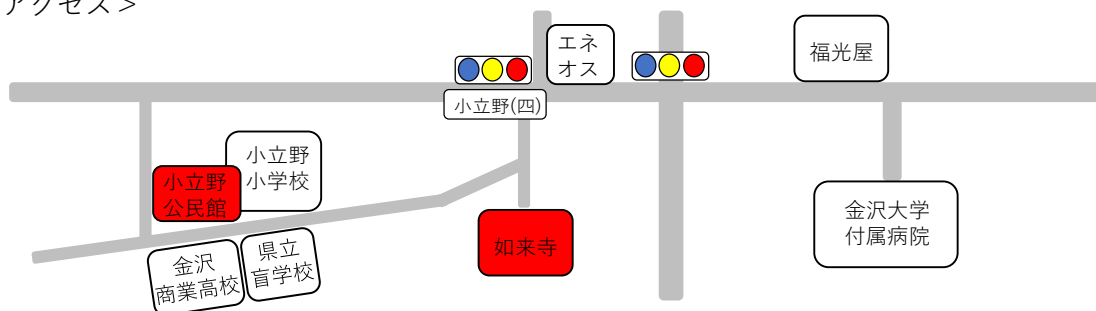 アクセス＞
エネ
オス
福光屋
小立野(四)
小立野
小学校
小立野
公民館
金沢大学
付属病院
如来寺
県立
盲学校
金沢
商業高校